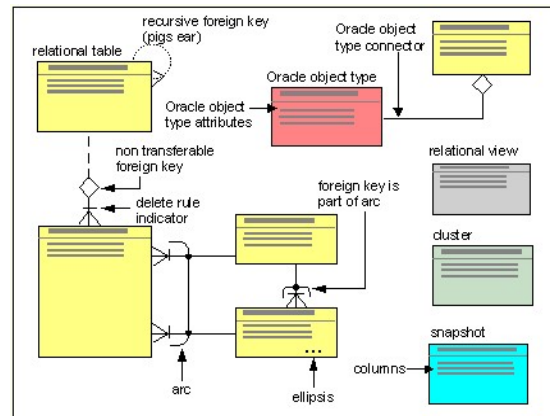 recursive foreign key
(pigs ear)
relational table
Oracle object
type connector
Oracle object type
Oracle object
type attributes
non transferable
foreign key
relational view
delete rule
indicator
foreign key is
part of arc
cluster
snapshot
columns
arc
ellipsis